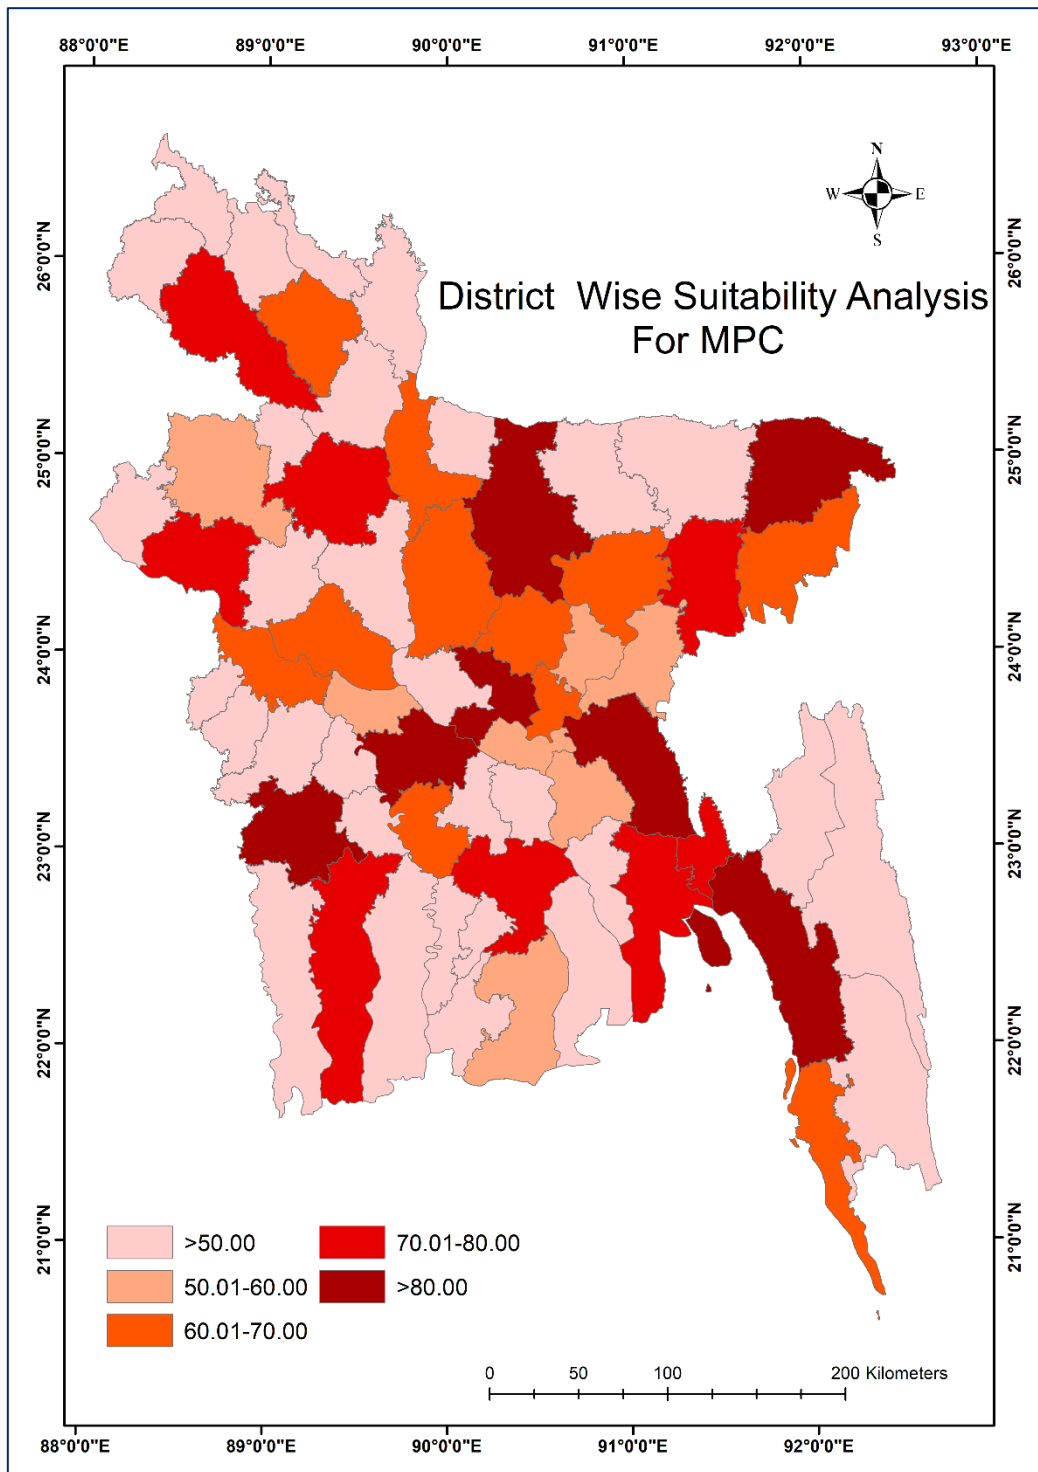 88°0'0"E 89°0'0"E 90°0'0"E 91°0'0"E 92°0'0"E 93°0'0"E
N
W E
S
26°0'0"N 26°0'0"N
District Wise Suitability Analysis
For MPC
25°0'0"N 25°0'0"N
24°0'0"N 24°0'0"N
23°0'0"N 23°0'0"N
22°0'0"N 22°0'0"N
21°0'0"N 21°0'0"N
>50.00 70.01-80.00
50.01-60.00 >80.00
60.01-70.00
0 50 100 200 Kilometers
88°0'0"E 89°0'0"E 90°0'0"E 91°0'0"E 92°0'0"E